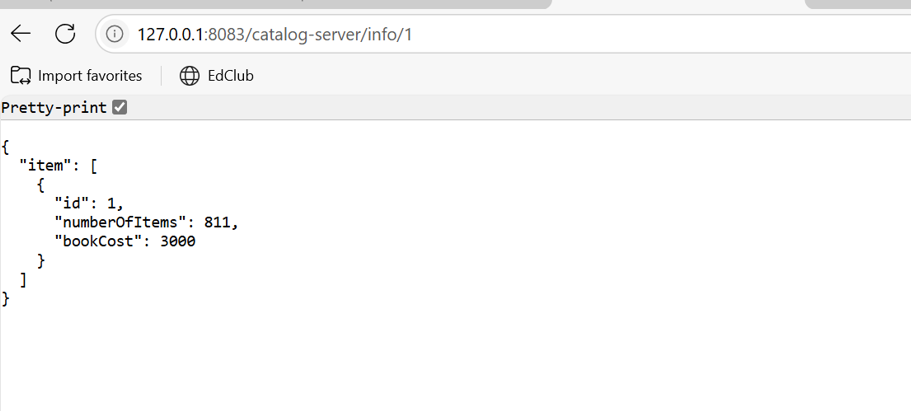 127.0.0.1:8083/catalog-server/info/1
Import favorites EdClub
Pretty-print
{
  "item": [
    {
      "id": 1,
      "numberOfItems": 811,
      "bookCost": 3000
    }
  ]
}